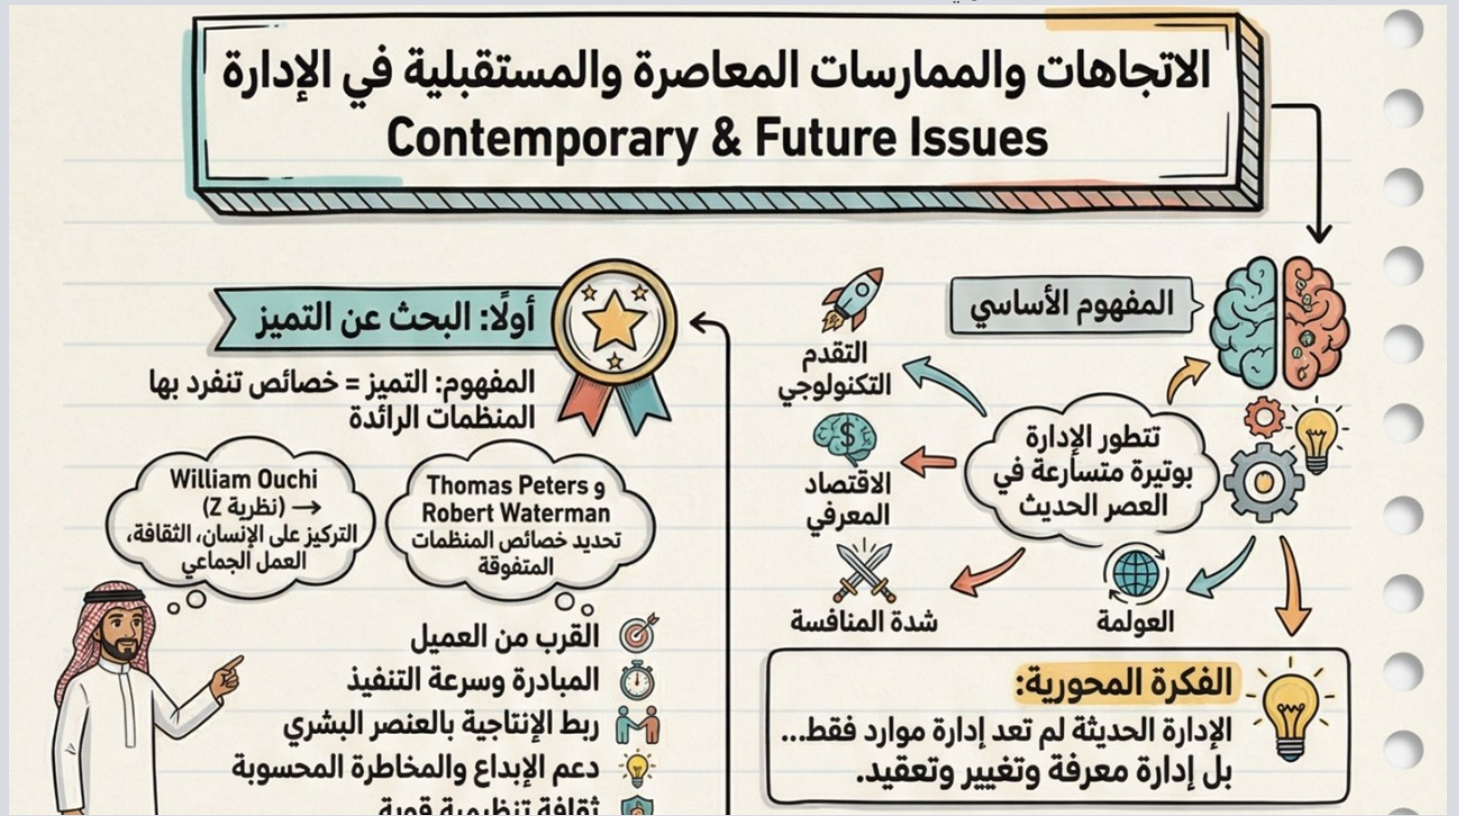 الاتجاهات والممارسات المعاصرة والمستقبلية في الإدارة
Contemporary & Future Issues
المفهوم الأساسي
تتطور الإدارة
بوتيرة متسارعة في
العصر الحديث
التقدم
التكنولوجي
الاقتصاد
المعرفي
شدة المنافسة
العولمة
الفكرة المحورية:
الإدارة الحديثة لم تعد إدارة موارد فقط...
بل إدارة معرفة وتغيير وتعقيد.
أولًا: البحث عن التميز
المفهوم: التميز = خصائص تنفرد بها
المنظمات الرائدة
Thomas Peters و
Robert Waterman
تحديد خصائص المنظمات
المتفوقة
William Ouchi
→ (نظرية Z)
التركيز على الإنسان، الثقافة،
العمل الجماعي
القرب من العميل
المبادرة وسرعة التنفيذ
ربط الإنتاجية بالعنصر البشري
دعم الإبداع والمخاطرة المحسوبة
ثقافة تنظيمية قوية